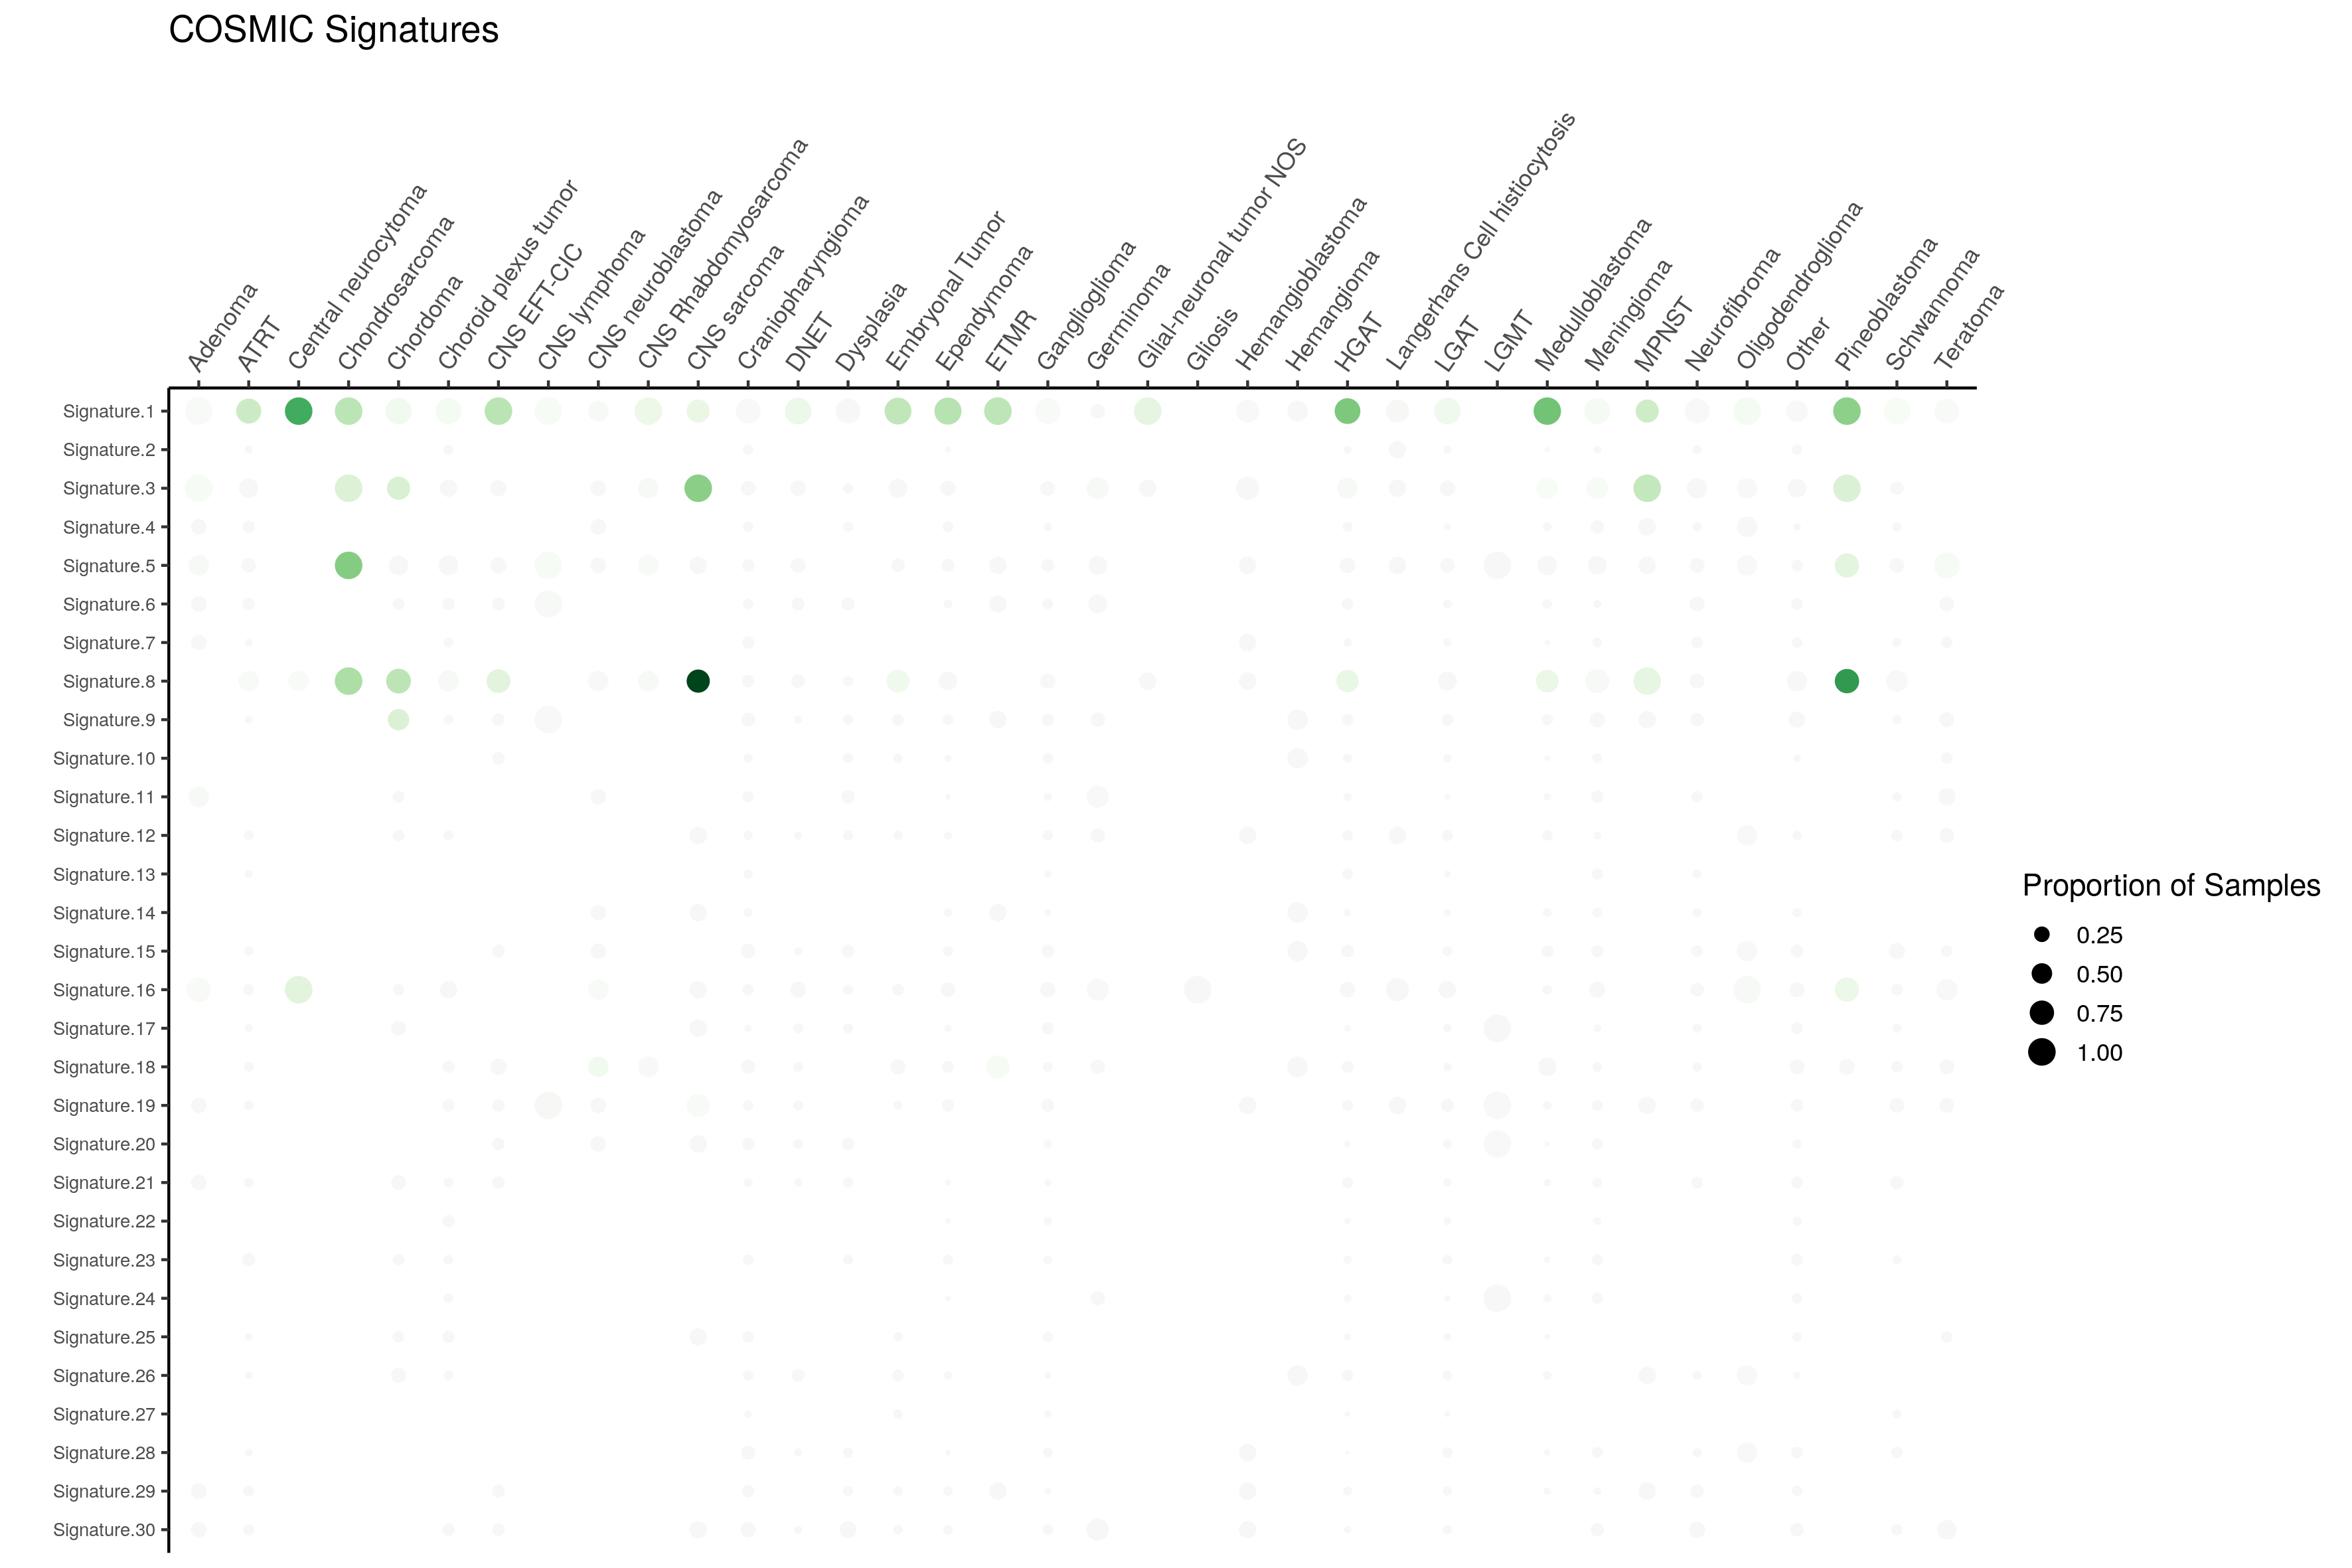 COSMIC Signatures
Adenoma
ATRT
Central neurocytoma
Chondrosarcoma
Chordoma
Choroid plexus tumor
CNS EFT-CIC
CNS lymphoma
CNS neuroblastoma
CNS Rhabdomyosarcoma
CNS sarcoma
Craniopharyngioma
DNET
Dysplasia
Embryonal Tumor
Ependymoma
ETMR
Ganglioglioma
Germinoma
Glial-neuronal tumor NOS
Gliosis
Hemangioblastoma
Hemangioma
HGAT
Langerhans Cell histiocytosis
LGAT
LGMT
Medulloblastoma
Meningioma
MPNST
Neurofibroma
Oligodendroglioma
Other
Pineoblastoma
Schwannoma
Teratoma
Signature.1
Signature.2
Signature.3
Signature.4
Signature.5
Signature.6
Signature.7
Signature.8
Signature.9
Signature.10
Signature.11
Signature.12
Signature.13
Signature.14
Signature.15
Signature.16
Signature.17
Signature.18
Signature.19
Signature.20
Signature.21
Signature.22
Signature.23
Signature.24
Signature.25
Signature.26
Signature.27
Signature.28
Signature.29
Signature.30
Proportion of Samples
0.25
0.50
0.75
1.00